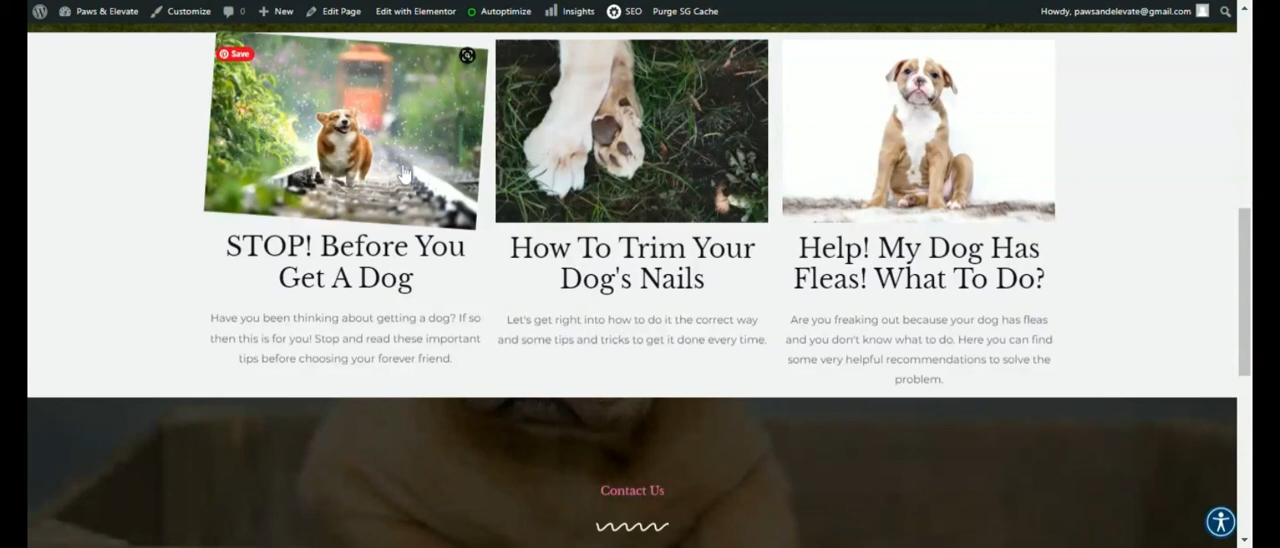 Paws & Elevate Customize 0 New Edit Page Edit with Elementor Autoptimize Insights SEO Purge SG Cache Howdy, pawsandelevate@gmail.com
Save
STOP! Before You
Get A Dog
Have you been thinking about getting a dog? If so
then this is for you! Stop and read these important
tips before choosing your forever friend.
How To Trim Your
Dog's Nails
Let's get right into how to do it the correct way
and some tips and tricks to get it done every time.
Help! My Dog Has
Fleas! What To Do?
Are you freaking out because your dog has fleas
and you don't know what to do. Here you can find
some very helpful recommendations to solve the
problem.
Contact Us